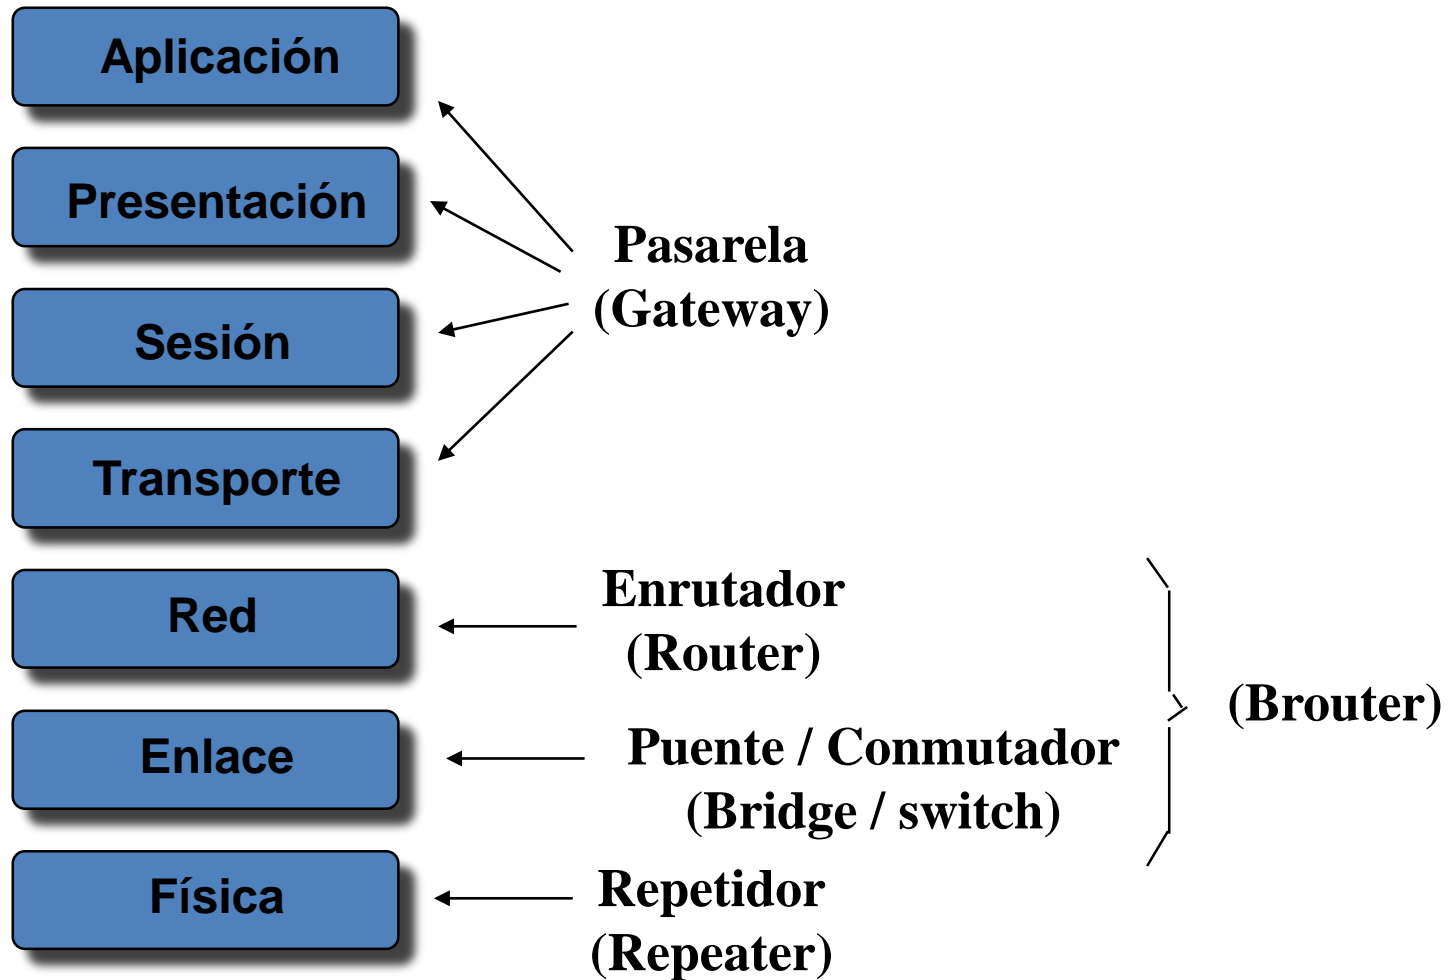 Aplicación
Presentación
Pasarela
(Gateway)
Sesión
Transporte
Red
Enrutador
(Router)
(Brouter)
Enlace
Puente / Conmutador
(Bridge / switch)
Física
Repetidor
(Repeater)